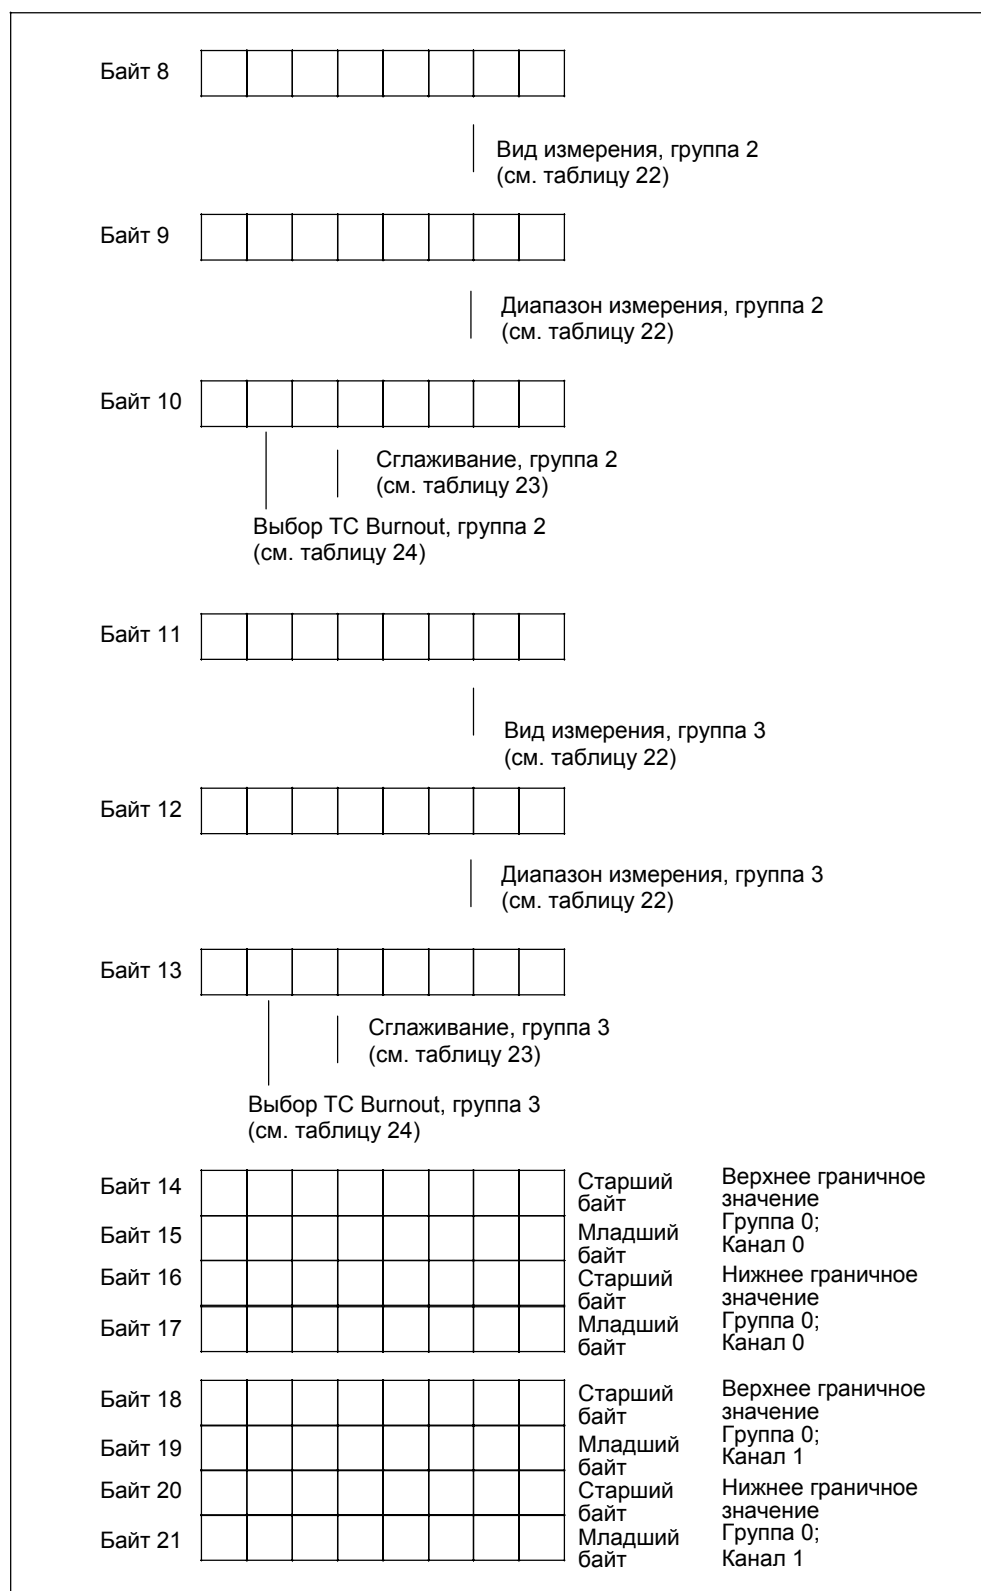 Байт 8
Вид измерения, группа 2
(см. таблицу 22)
Байт 9
Диапазон измерения, группа 2
(см. таблицу 22)
Байт 10
Сглаживание, группа 2
(см. таблицу 23)
Выбор TC Burnout, группа 2
(см. таблицу 24)
Байт 11
Вид измерения, группа 3
(см. таблицу 22)
Байт 12
Диапазон измерения, группа 3
(см. таблицу 22)
Байт 13
Сглаживание, группа 3
(см. таблицу 23)
Выбор TC Burnout, группа 3
(см. таблицу 24)
Байт 14
Старший
байт
Верхнее граничное
значение
Группа 0;
Канал 0
Байт 15
Младший
байт
Байт 16
Старший
байт
Нижнее граничное
значение
Группа 0;
Канал 0
Байт 17
Младший
байт
Байт 18
Старший
байт
Верхнее граничное
значение
Группа 0;
Канал 1
Байт 19
Младший
байт
Байт 20
Старший
байт
Нижнее граничное
значение
Группа 0;
Канал 1
Байт 21
Младший
байт